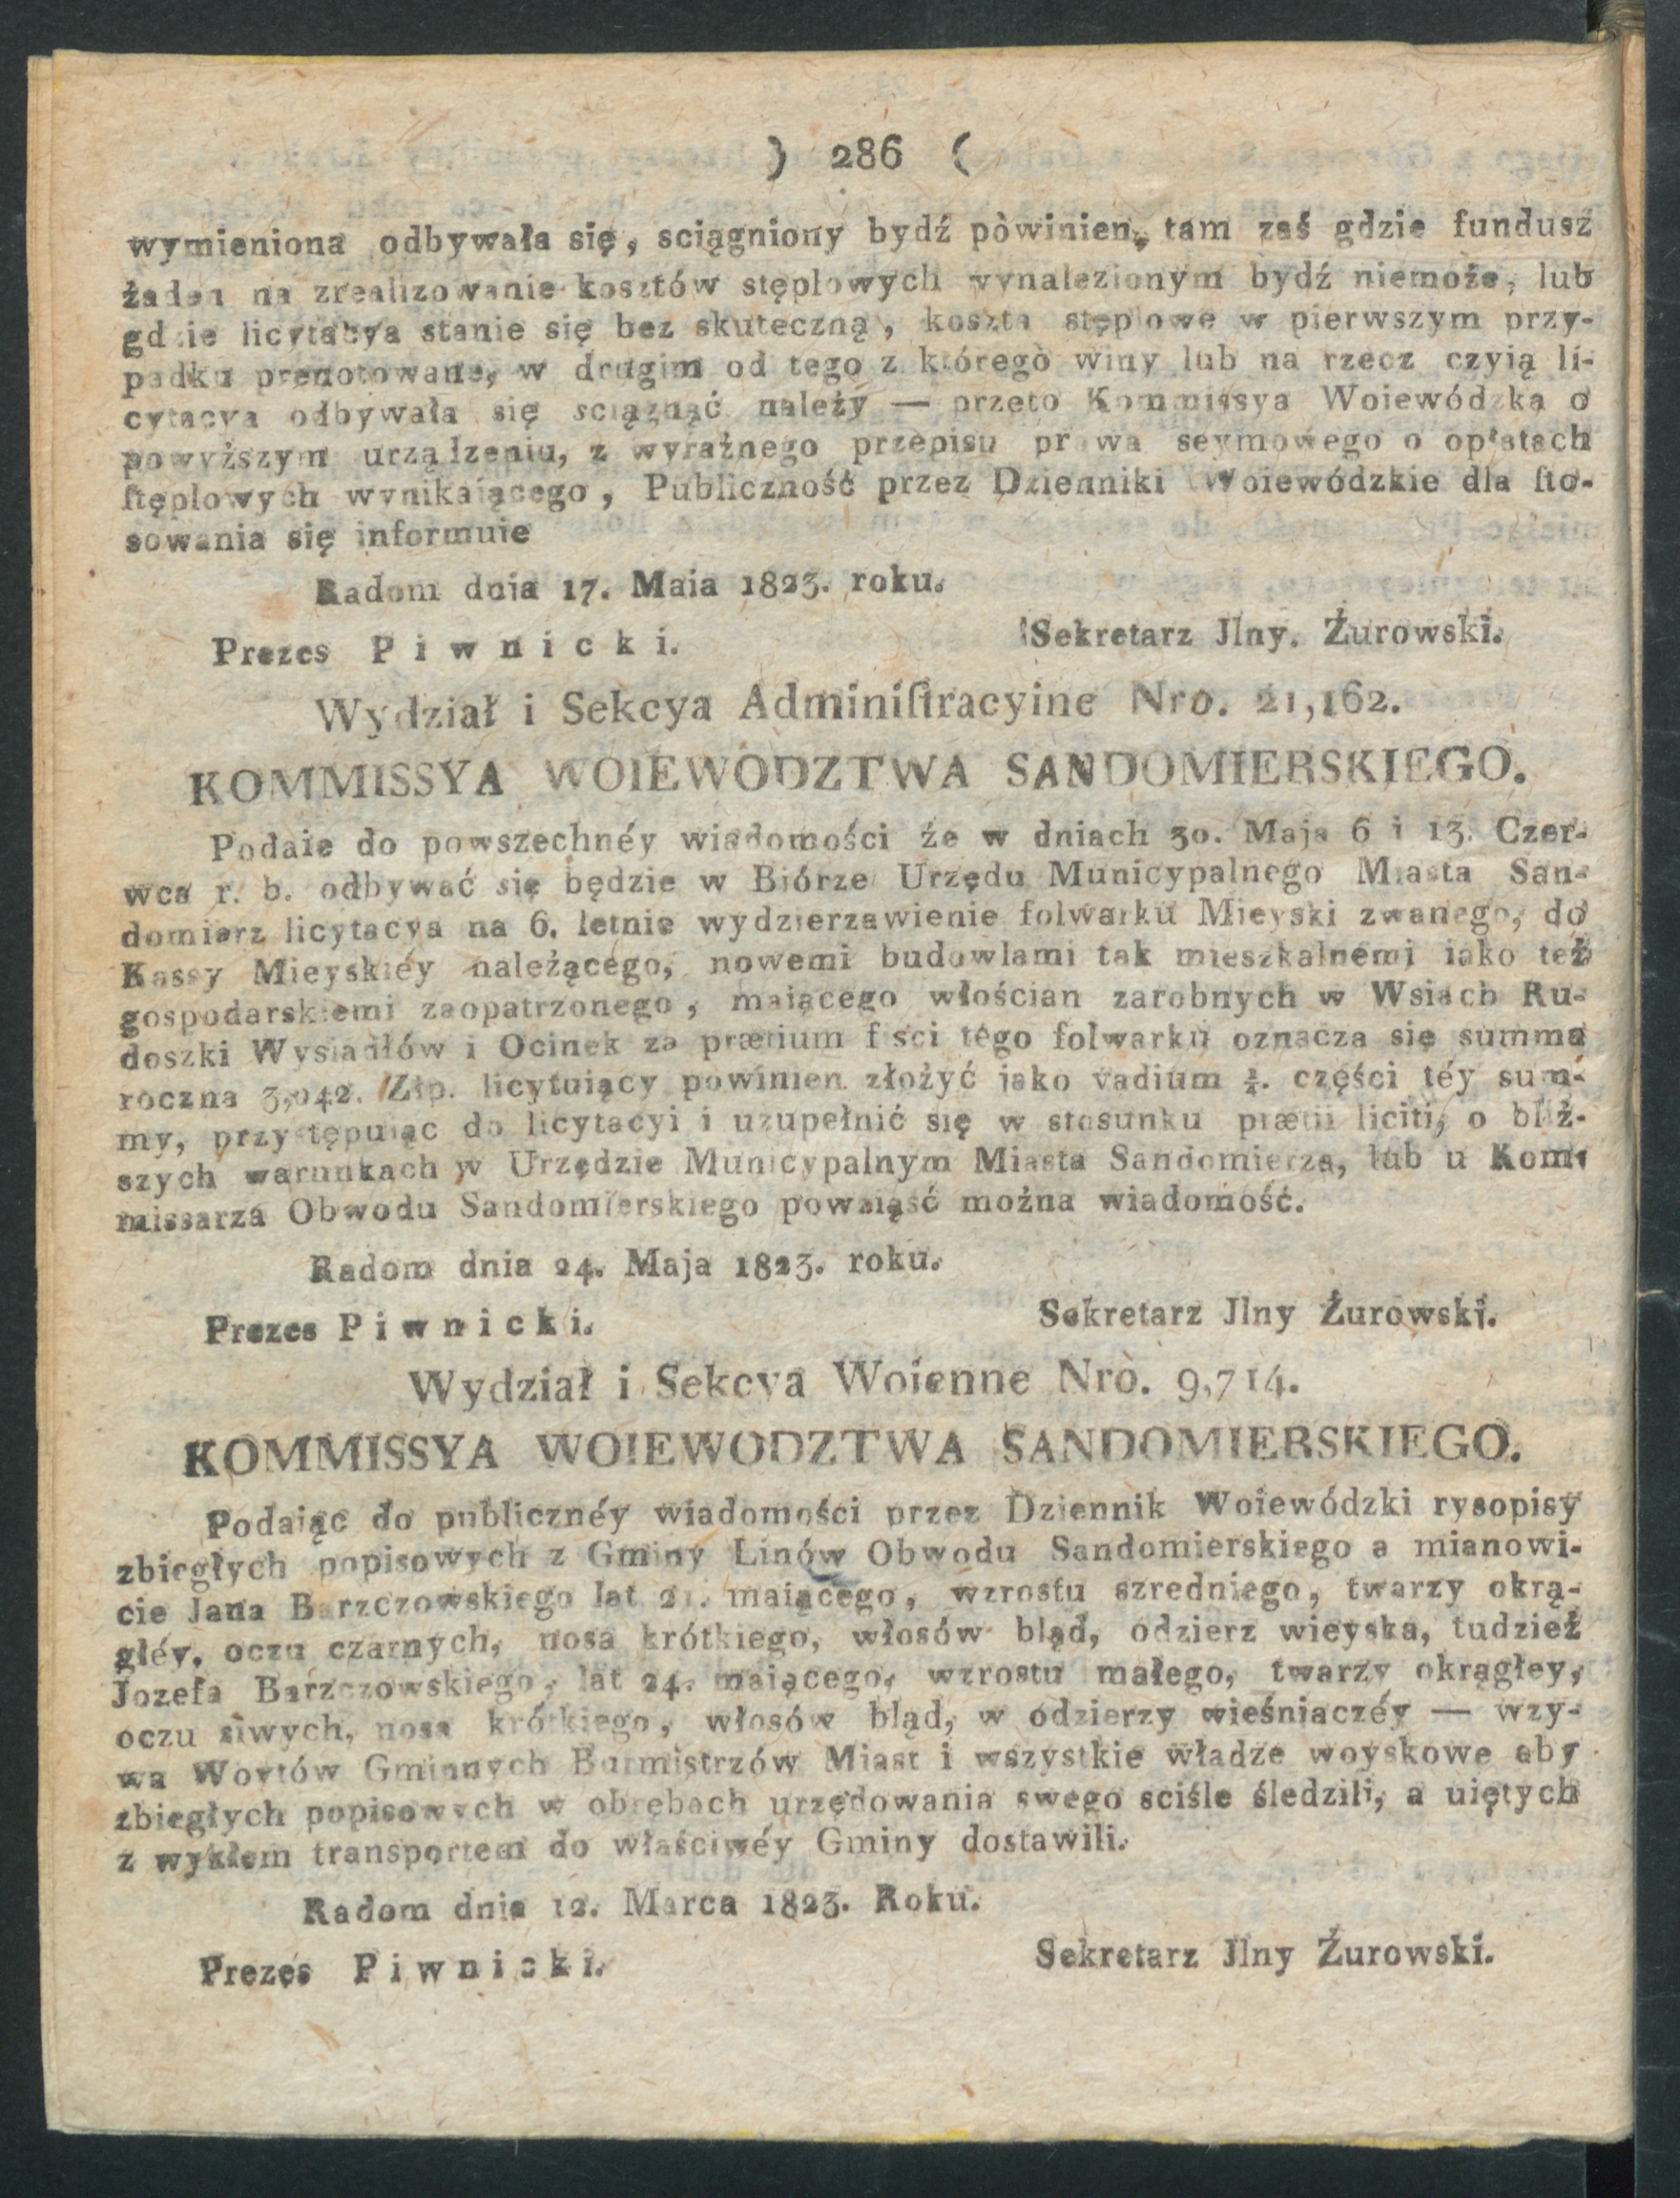 ) 286 (
wymieniona odbywała się, sciągniony bydź pòwinien, tam zaś gdzie fundusz
żaden na zrealizowanie kosztów stęplowych vynalezionym bydź niemoże, lub
gdzie licytacya stanie się bez skuteczną, koszta stęplowe w pierwszym przy-
padku prenotowane, w drugim od tego z którego winy lub na rzecz czyią li-
cytacya odbywała się sciągnąć należy — przeto Kommissya Woiewódzka o
powyższym urządzeniu, z wyraźnego przepisu prawa seymowego o opłatach
ſtęplowych wynikaiącego, Publiczność przez Dzienniki Woiewódzkie dla ſto-
sowania się informuie
Radom dnia 17. Maia 1823. roku.
Prezes Piwnicki. Sekretarz Jlny. Żurowski.
Wydział i Sekcya Adminiſtracyine Nro. 21,162.
KOMMISSYA WOIEWODZTWA SANDOMIERSKIEGO.
Podaie do powszechnéy wiadomości że w dniach 30. Maja 6 i 13. Czer-
wca r. b. odbywać się będzie w Biórze Urzędu Municypalnego Miasta San-
domierz licytacya na 6. letnie wydzierzawienie folwarku Mieyski zwanego, do
Kassy Mieyskiéy należącego, nowemi budowlami tak mieszkalnemi iako też
gospodarskiemi zaopatrzonego, maiącego włościan zarobnych w Wsiach Ru-
doszki Wysiadłów i Ocinek za prætium fisci tégo folwarku oznacza się summa
roczna 3,042. Złp. licytuiący powinien złożyć iako vadium ¼. części téy sum-
my, przystępuiąc do licytacyi i uzupełnić się w stosunku prætii liciti, o bliż-
szych warunkach w Urzędzie Municypalnym Miasta Sandomierza, lub u Kom-
missarza Obwodu Sandomierskiego powziąść można wiadomość.
Radom dnia 24. Maja 1823. roku.
Prezes Piwnicki. Sekretarz Jlny Żurowski.
Wydział i Sekcya Woienne Nrò. 9,714.
KOMMISSYA WOIEWODZTWA SANDOMIERSKIEGO.
Podaiąc do publicznéy wiadomości przez Dziennik Woiewódzki rysopisy
zbiegłych popisowych z Gminy Linów Obwodu Sandomierskiego a mianowi-
cie Jana Barzczowskiego lat 21. maiącego, wzrostu szredniego, twarzy okrą-
głéy, oczu czarnych, nosa krótkiego, włosów bląd, odzierz wieyska, tudzież
Jozefa Barzczowskiego, lat 24. maiącego, wzrostu małego, twarzy okrągłey,
oczu siwych, nosa krótkiego, włosów bląd, w odzierzy wieśniaczéy — wzy-
wa Woytów Gminnych Burmistrzów Miast i wszystkie władze woyskowe aby
zbiegłych popisowych w obrębach urzędowania swego sciśle śledzili, a uiętych
z wykłem transportem do właściwéy Gminy dostawili.
Radom dnia 12. Marca 1823. Roku.
Prezes Piwnicki. Sekretarz Jlny Żurowski.